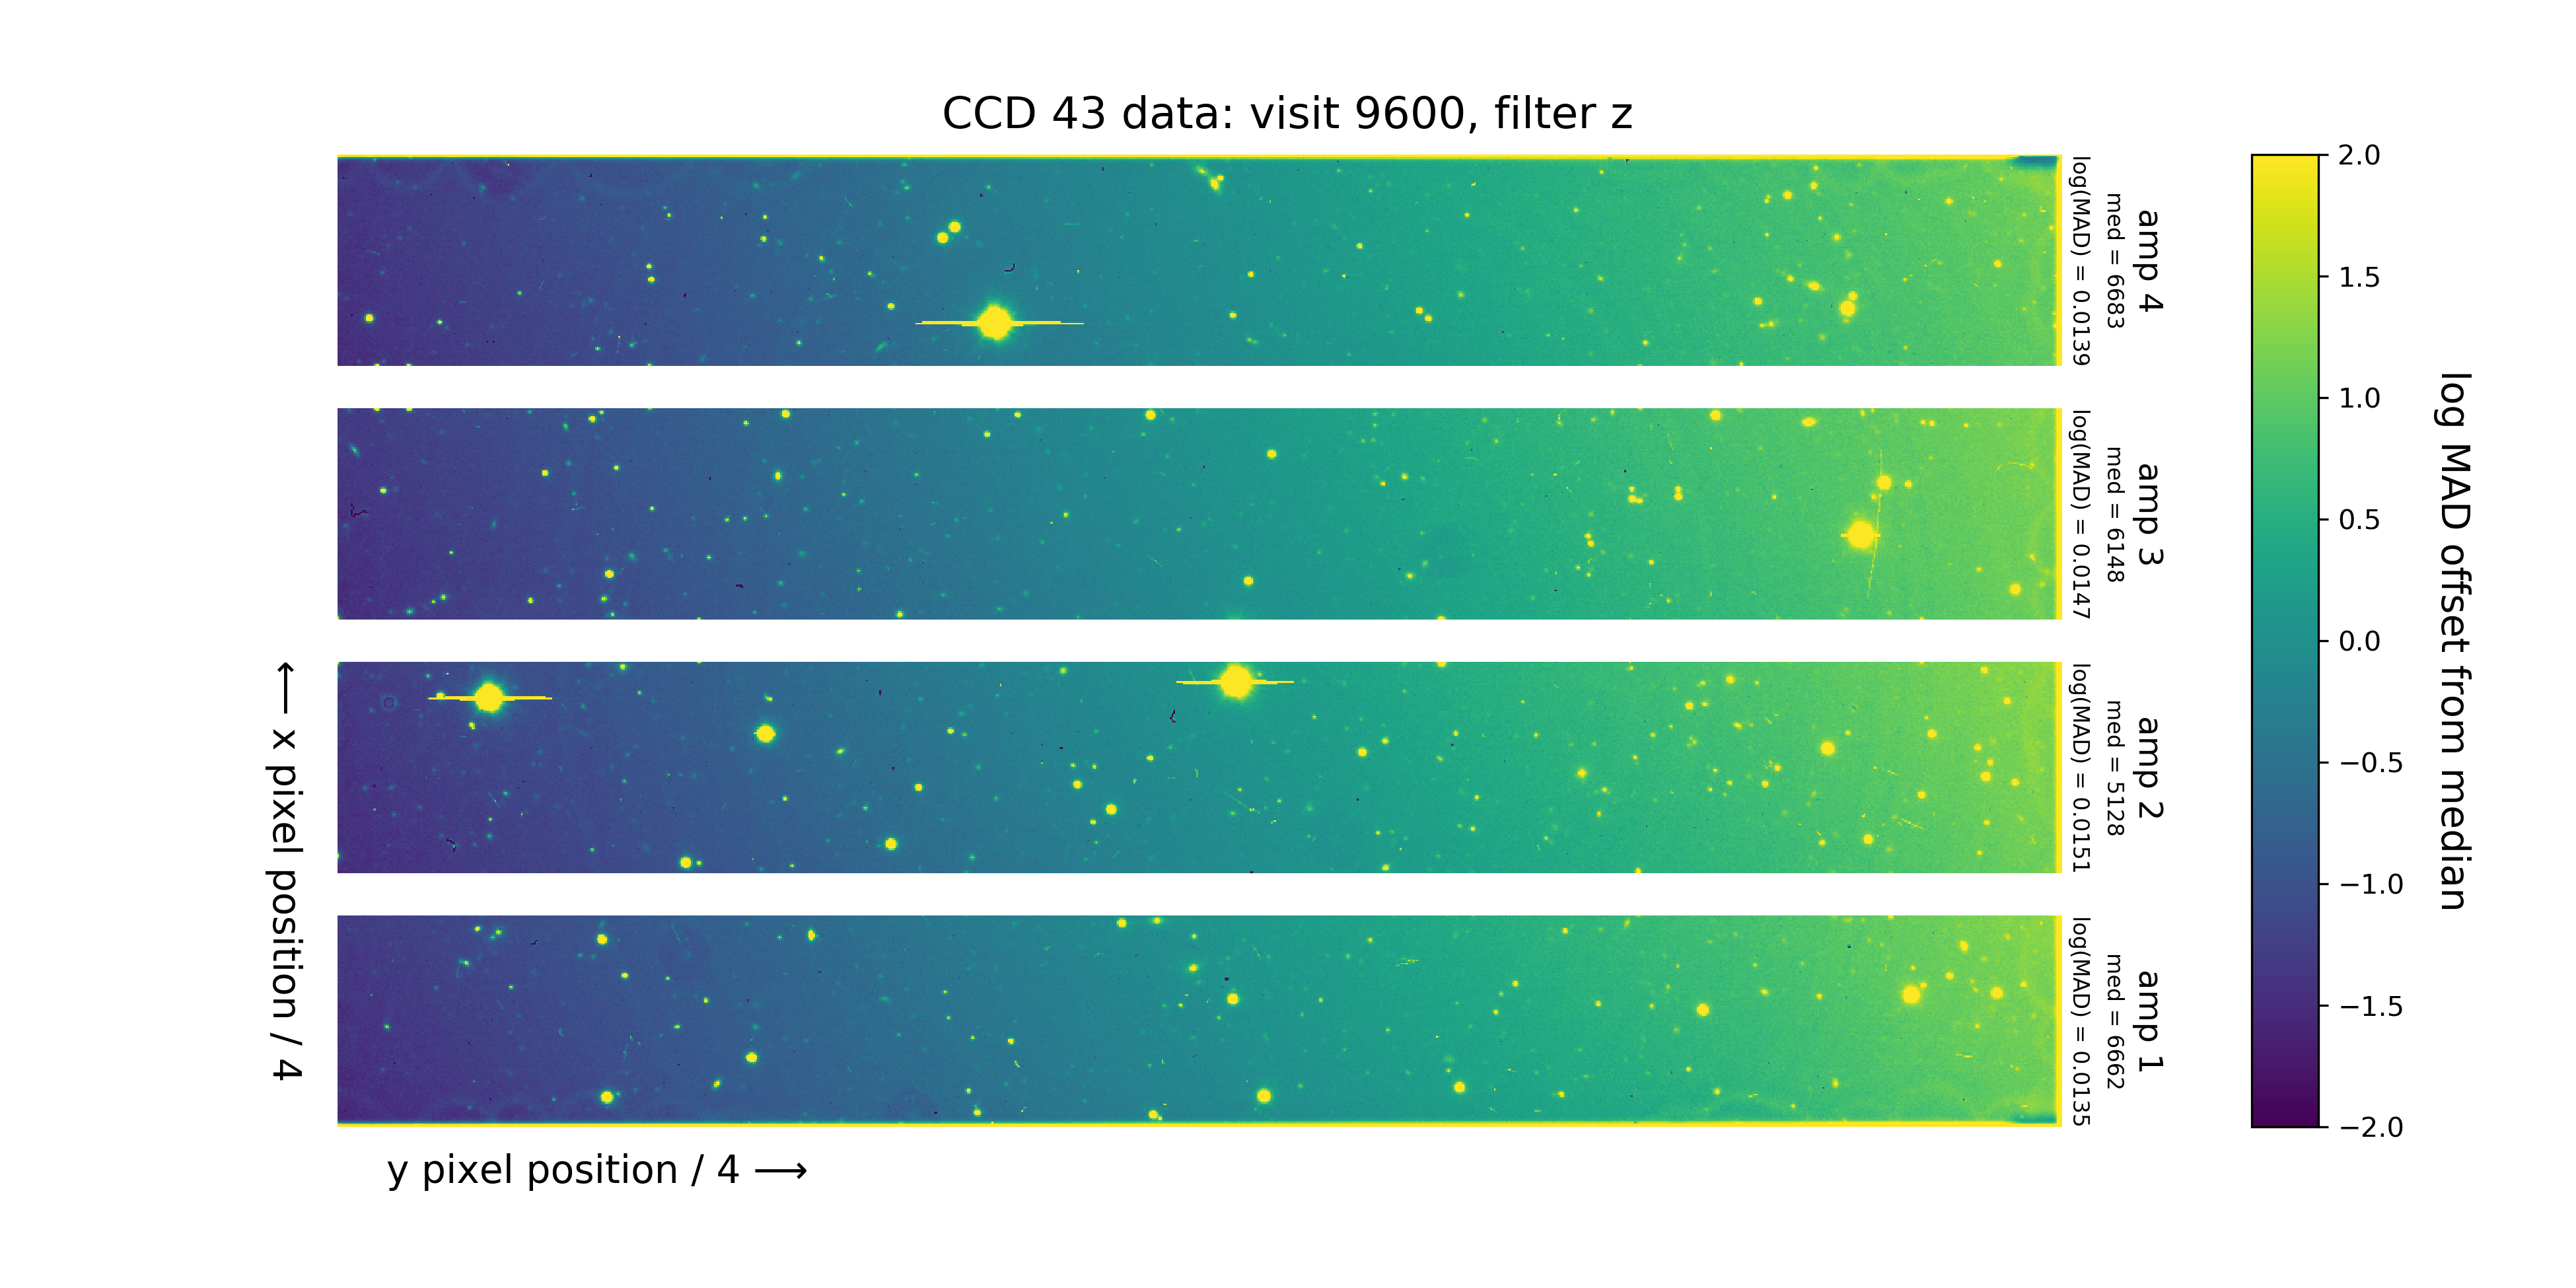 CCD 43 data: visit 9600, filter z
amp 4
med = 6683
log(MAD) = 0.0139
amp 3
med = 6148
log(MAD) = 0.0147
amp 2
med = 5128
log(MAD) = 0.0151
amp 1
med = 6662
log(MAD) = 0.0135
⟵ x pixel position / 4
y pixel position / 4 ⟶
2.0
1.5
1.0
0.5
0.0
−0.5
−1.0
−1.5
−2.0
log MAD offset from median